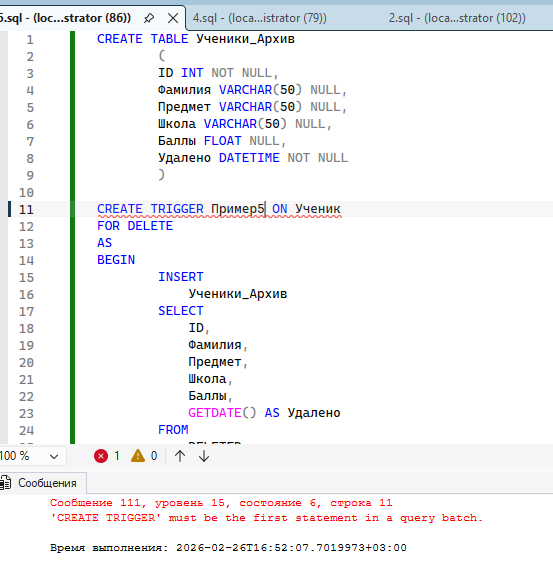 5.sql - (loc...strator (86))
4.sql - (loca...istrator (79))
2.sql - (loca...strator (102))
1 CREATE TABLE Ученики_Архив
2 (
3 ID INT NOT NULL,
4 Фамилия VARCHAR(50) NULL,
5 Предмет VARCHAR(50) NULL,
6 Школа VARCHAR(50) NULL,
7 Баллы FLOAT NULL,
8 Удалено DATETIME NOT NULL
9 )
10
11 CREATE TRIGGER Пример5 ON Ученик
12 FOR DELETE
13 AS
14 BEGIN
15 INSERT
16 Ученики_Архив
17 SELECT
18 ID,
19 Фамилия,
20 Предмет,
21 Школа,
22 Баллы,
23 GETDATE() AS Удалено
24 FROM
100 % 1 0
Сообщения
Сообщение 111, уровень 15, состояние 6, строка 11
'CREATE TRIGGER' must be the first statement in a query batch.
Время выполнения: 2026-02-26T16:52:07.7019973+03:00